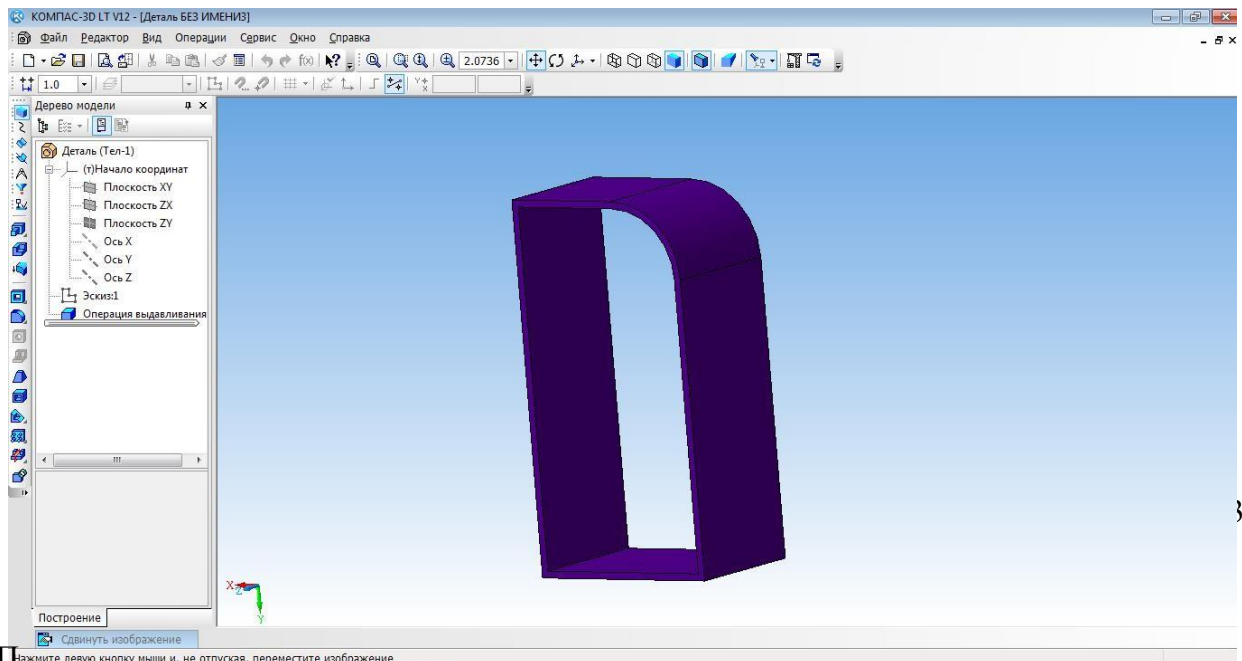 КОМПАС-3D LT V12 - [Деталь БЕЗ ИМЕНИ3]
Файл Редактор Вид Операции Сервис Окно Справка
2.0736
1.0
Дерево модели
Деталь (Тел-1)
(т)Начало координат
Плоскость XY
Плоскость ZX
Плоскость ZY
Ось X
Ось Y
Ось Z
Эскиз:1
Операция выдавливания
В
X
Z
Y
Построение
Сдвинуть изображение
П
Нажмите левую кнопку мыши и, не отпуская, переместите изображение